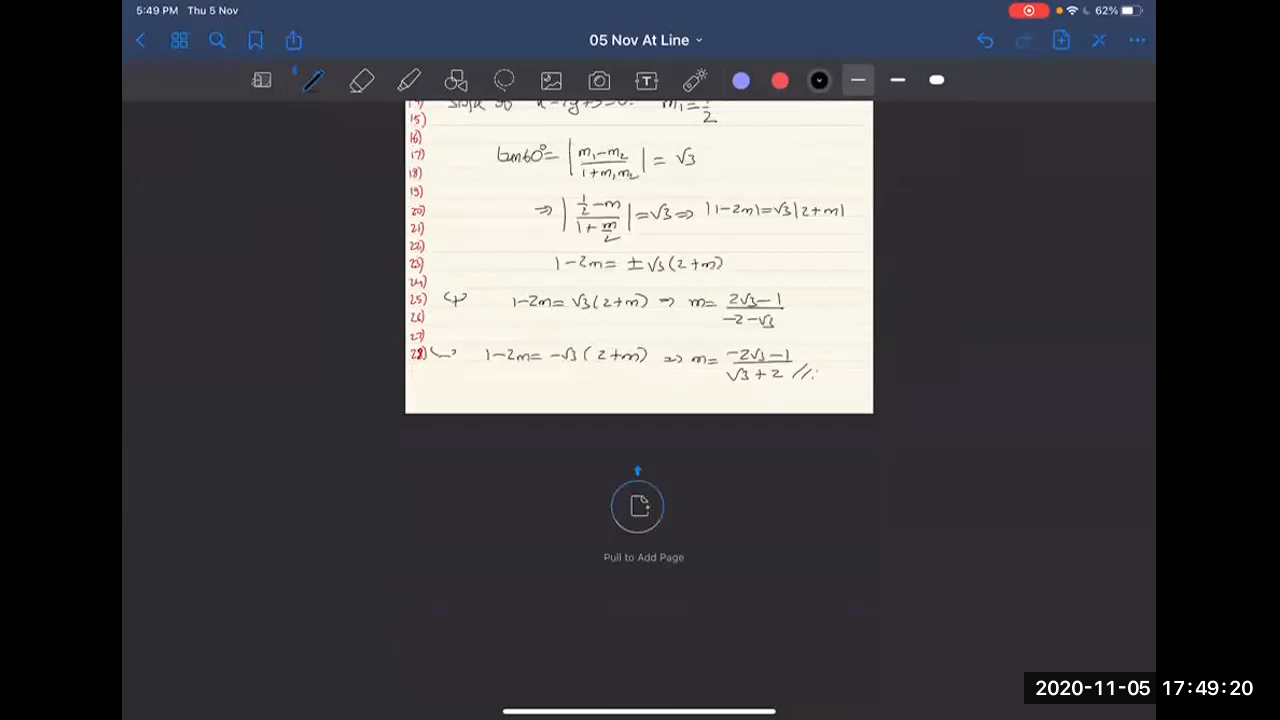 5:49 PM Thu 5 Nov
62%
05 Nov At Line
15)
2
16)
17) tan60° = | m₁-m₂ / 1+m₁m₂ | = √3
18)
19)
20) ⇒ | 1/2 - m / 1 + m/2 | = √3 ⇒ |1-2m| = √3|2+m|
21)
22)
23) 1-2m = ± √3(2+m)
24)
25) (+) 1-2m = √3(2+m) ⇒ m = 2√3-1 / -2-√3
26)
27)
28) (-) 1-2m = -√3(2+m) ⇒ m = -2√3-1 / √3+2 //.
Pull to Add Page
2020-11-05 17:49:20